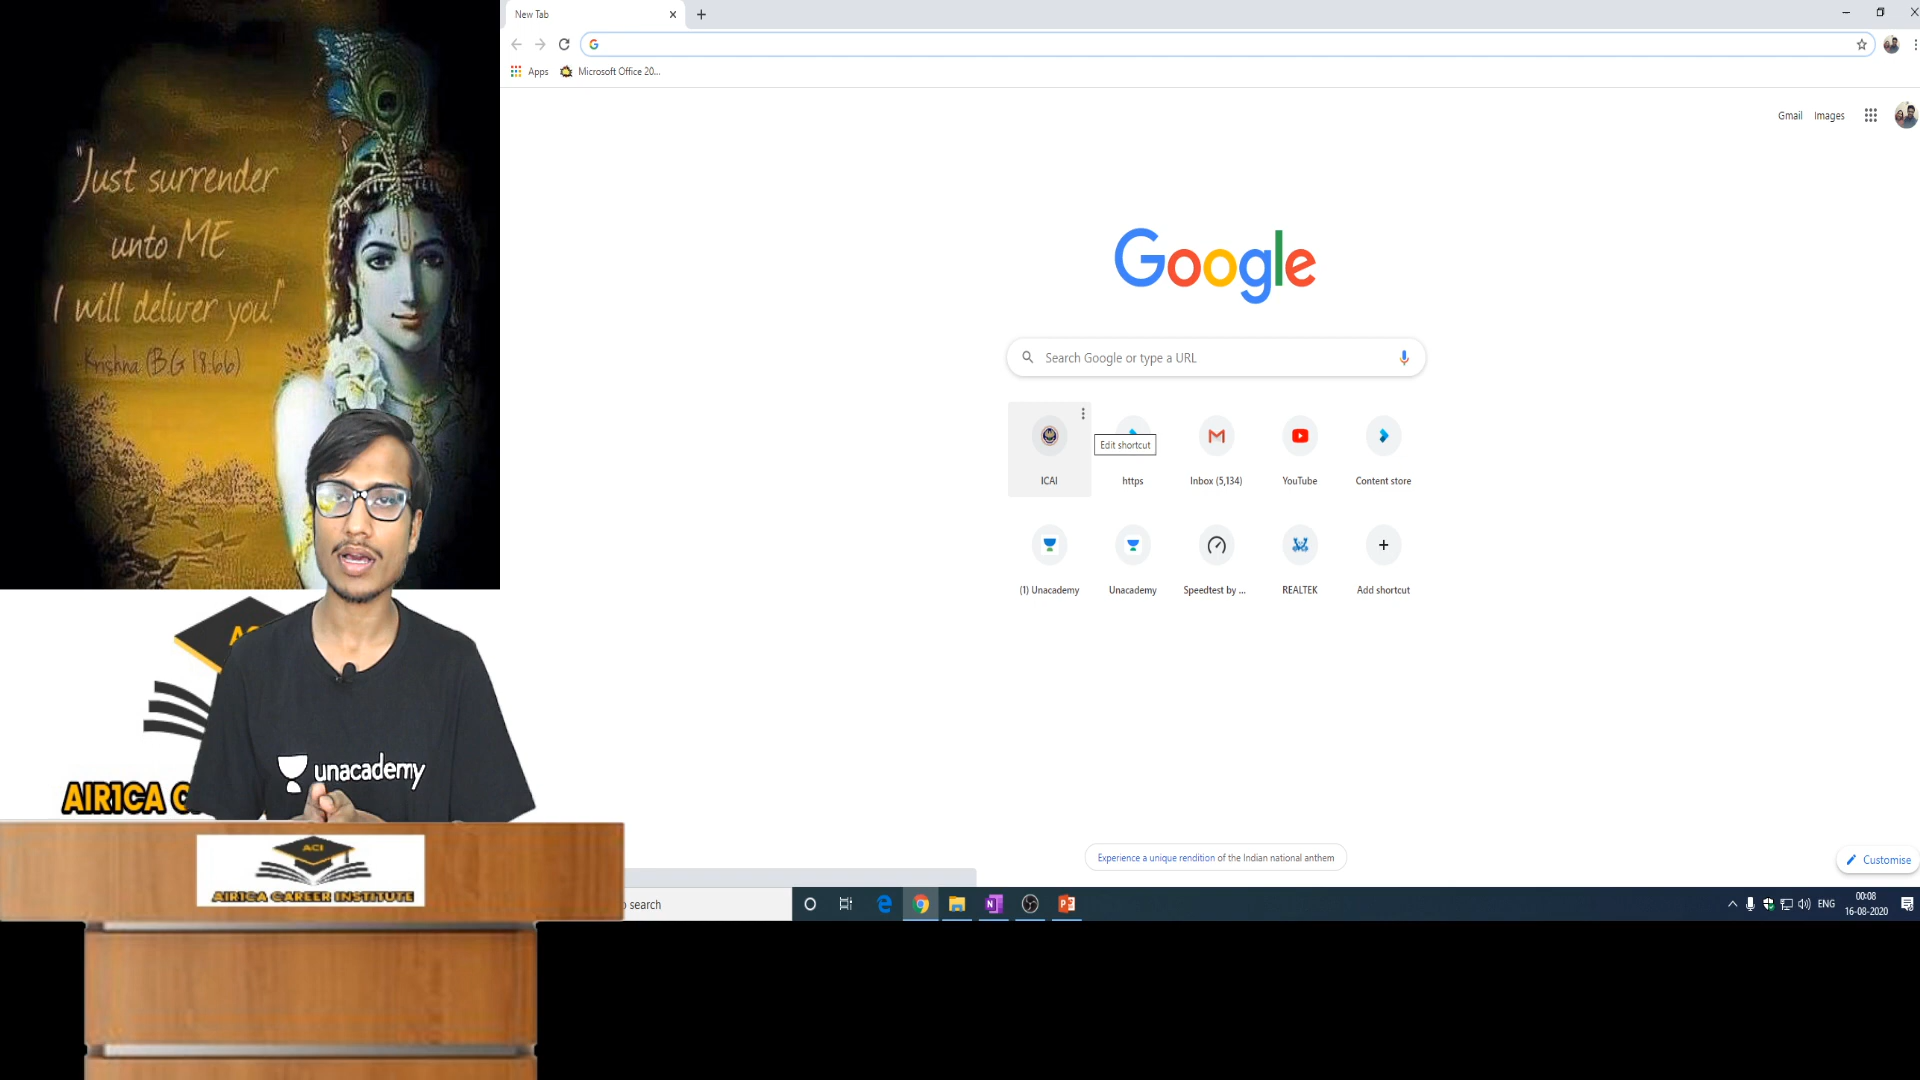 "Just surrender
unto ME
I will deliver you!"
- Krishna (B.G 18:66)
AIR1CA C
unacademy
ACI
AIR1CA CAREER INSTITUTE
New Tab
Apps
Microsoft Office 20...
Gmail
Images
Google
Search Google or type a URL
Edit shortcut
ICAI
https
Inbox (5,134)
YouTube
Content store
(1) Unacademy
Unacademy
Speedtest by ...
REALTEK
Add shortcut
Experience a unique rendition of the Indian national anthem
Customise
search
ENG
00:08
16-08-2020